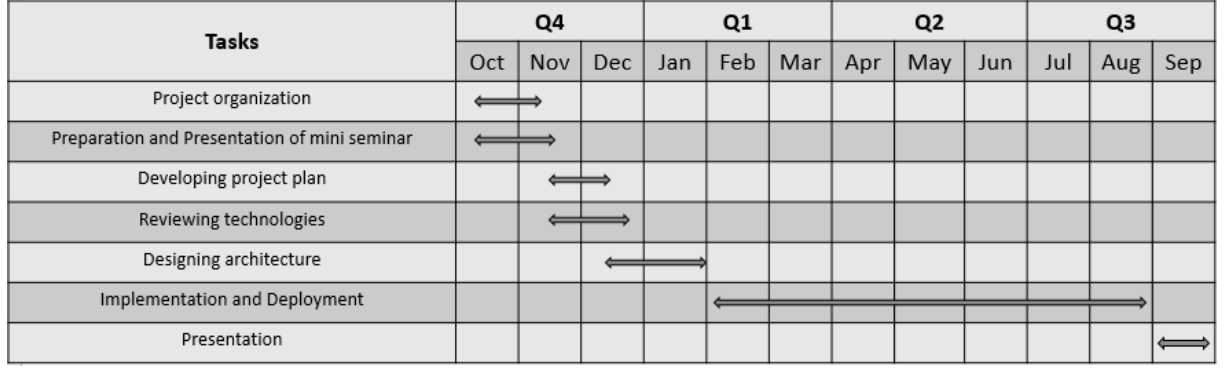 Tasks Q4 Q1 Q2 Q3
Oct Nov Dec Jan Feb Mar Apr May Jun Jul Aug Sep
Project organization
Preparation and Presentation of mini seminar
Developing project plan
Reviewing technologies
Designing architecture
Implementation and Deployment
Presentation